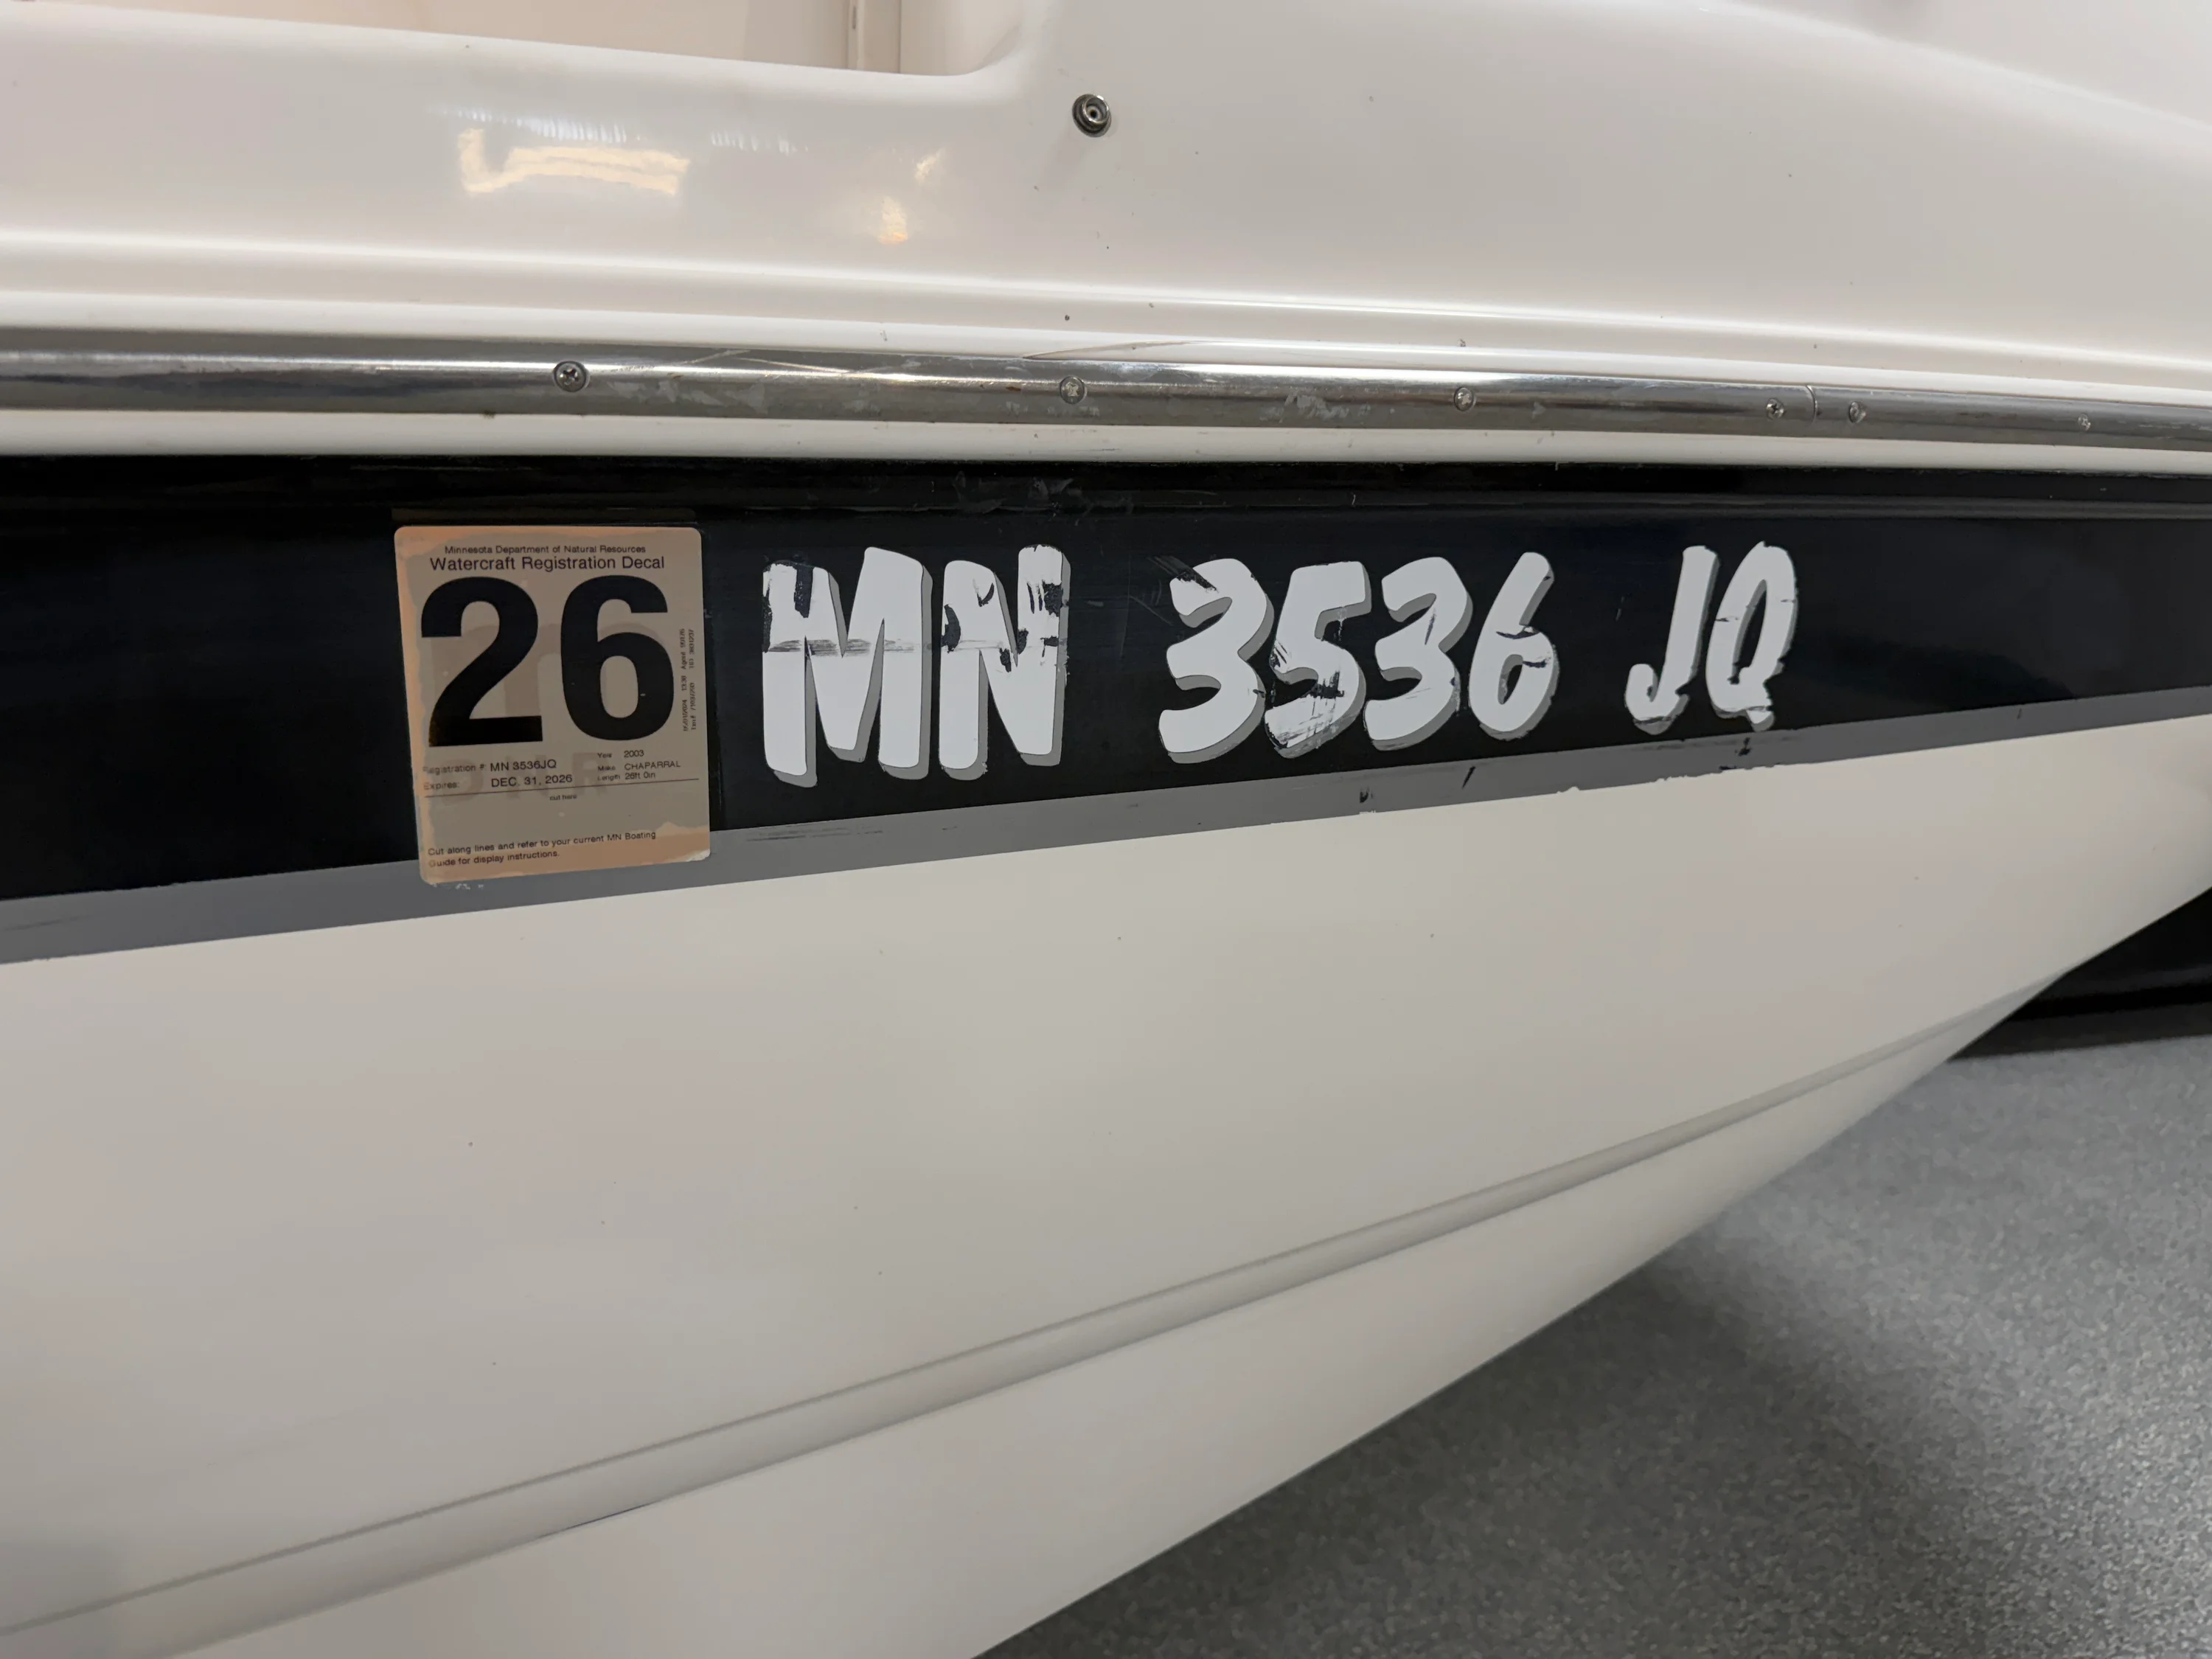 Minnesota Department of Natural Resources
Watercraft Registration Decal
26
Registration #: MN 3536JQ
Expires: DEC. 31, 2026
Year 2003
Make CHAPARRAL
Length 26ft 0in
Cut along lines and refer to your current MN Boating
Guide for display instructions.
MN 3536 JQ